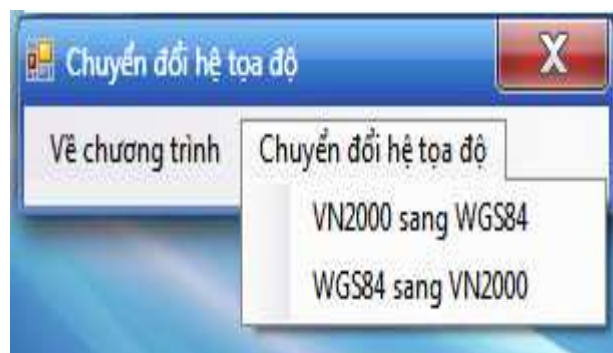 Chuyển đổi hệ tọa độ
X
Về chương trình Chuyển đổi hệ tọa độ
VN2000 sang WGS84
WGS84 sang VN2000